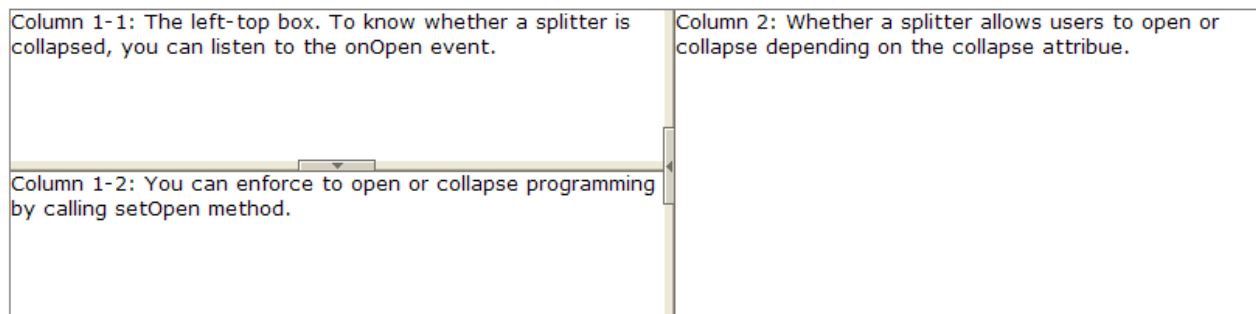 Column 1-1: The left-top box. To know whether a splitter is
collapsed, you can listen to the onOpen event.
Column 1-2: You can enforce to open or collapse programming
by calling setOpen method.
Column 2: Whether a splitter allows users to open or
collapse depending on the collapse attribue.